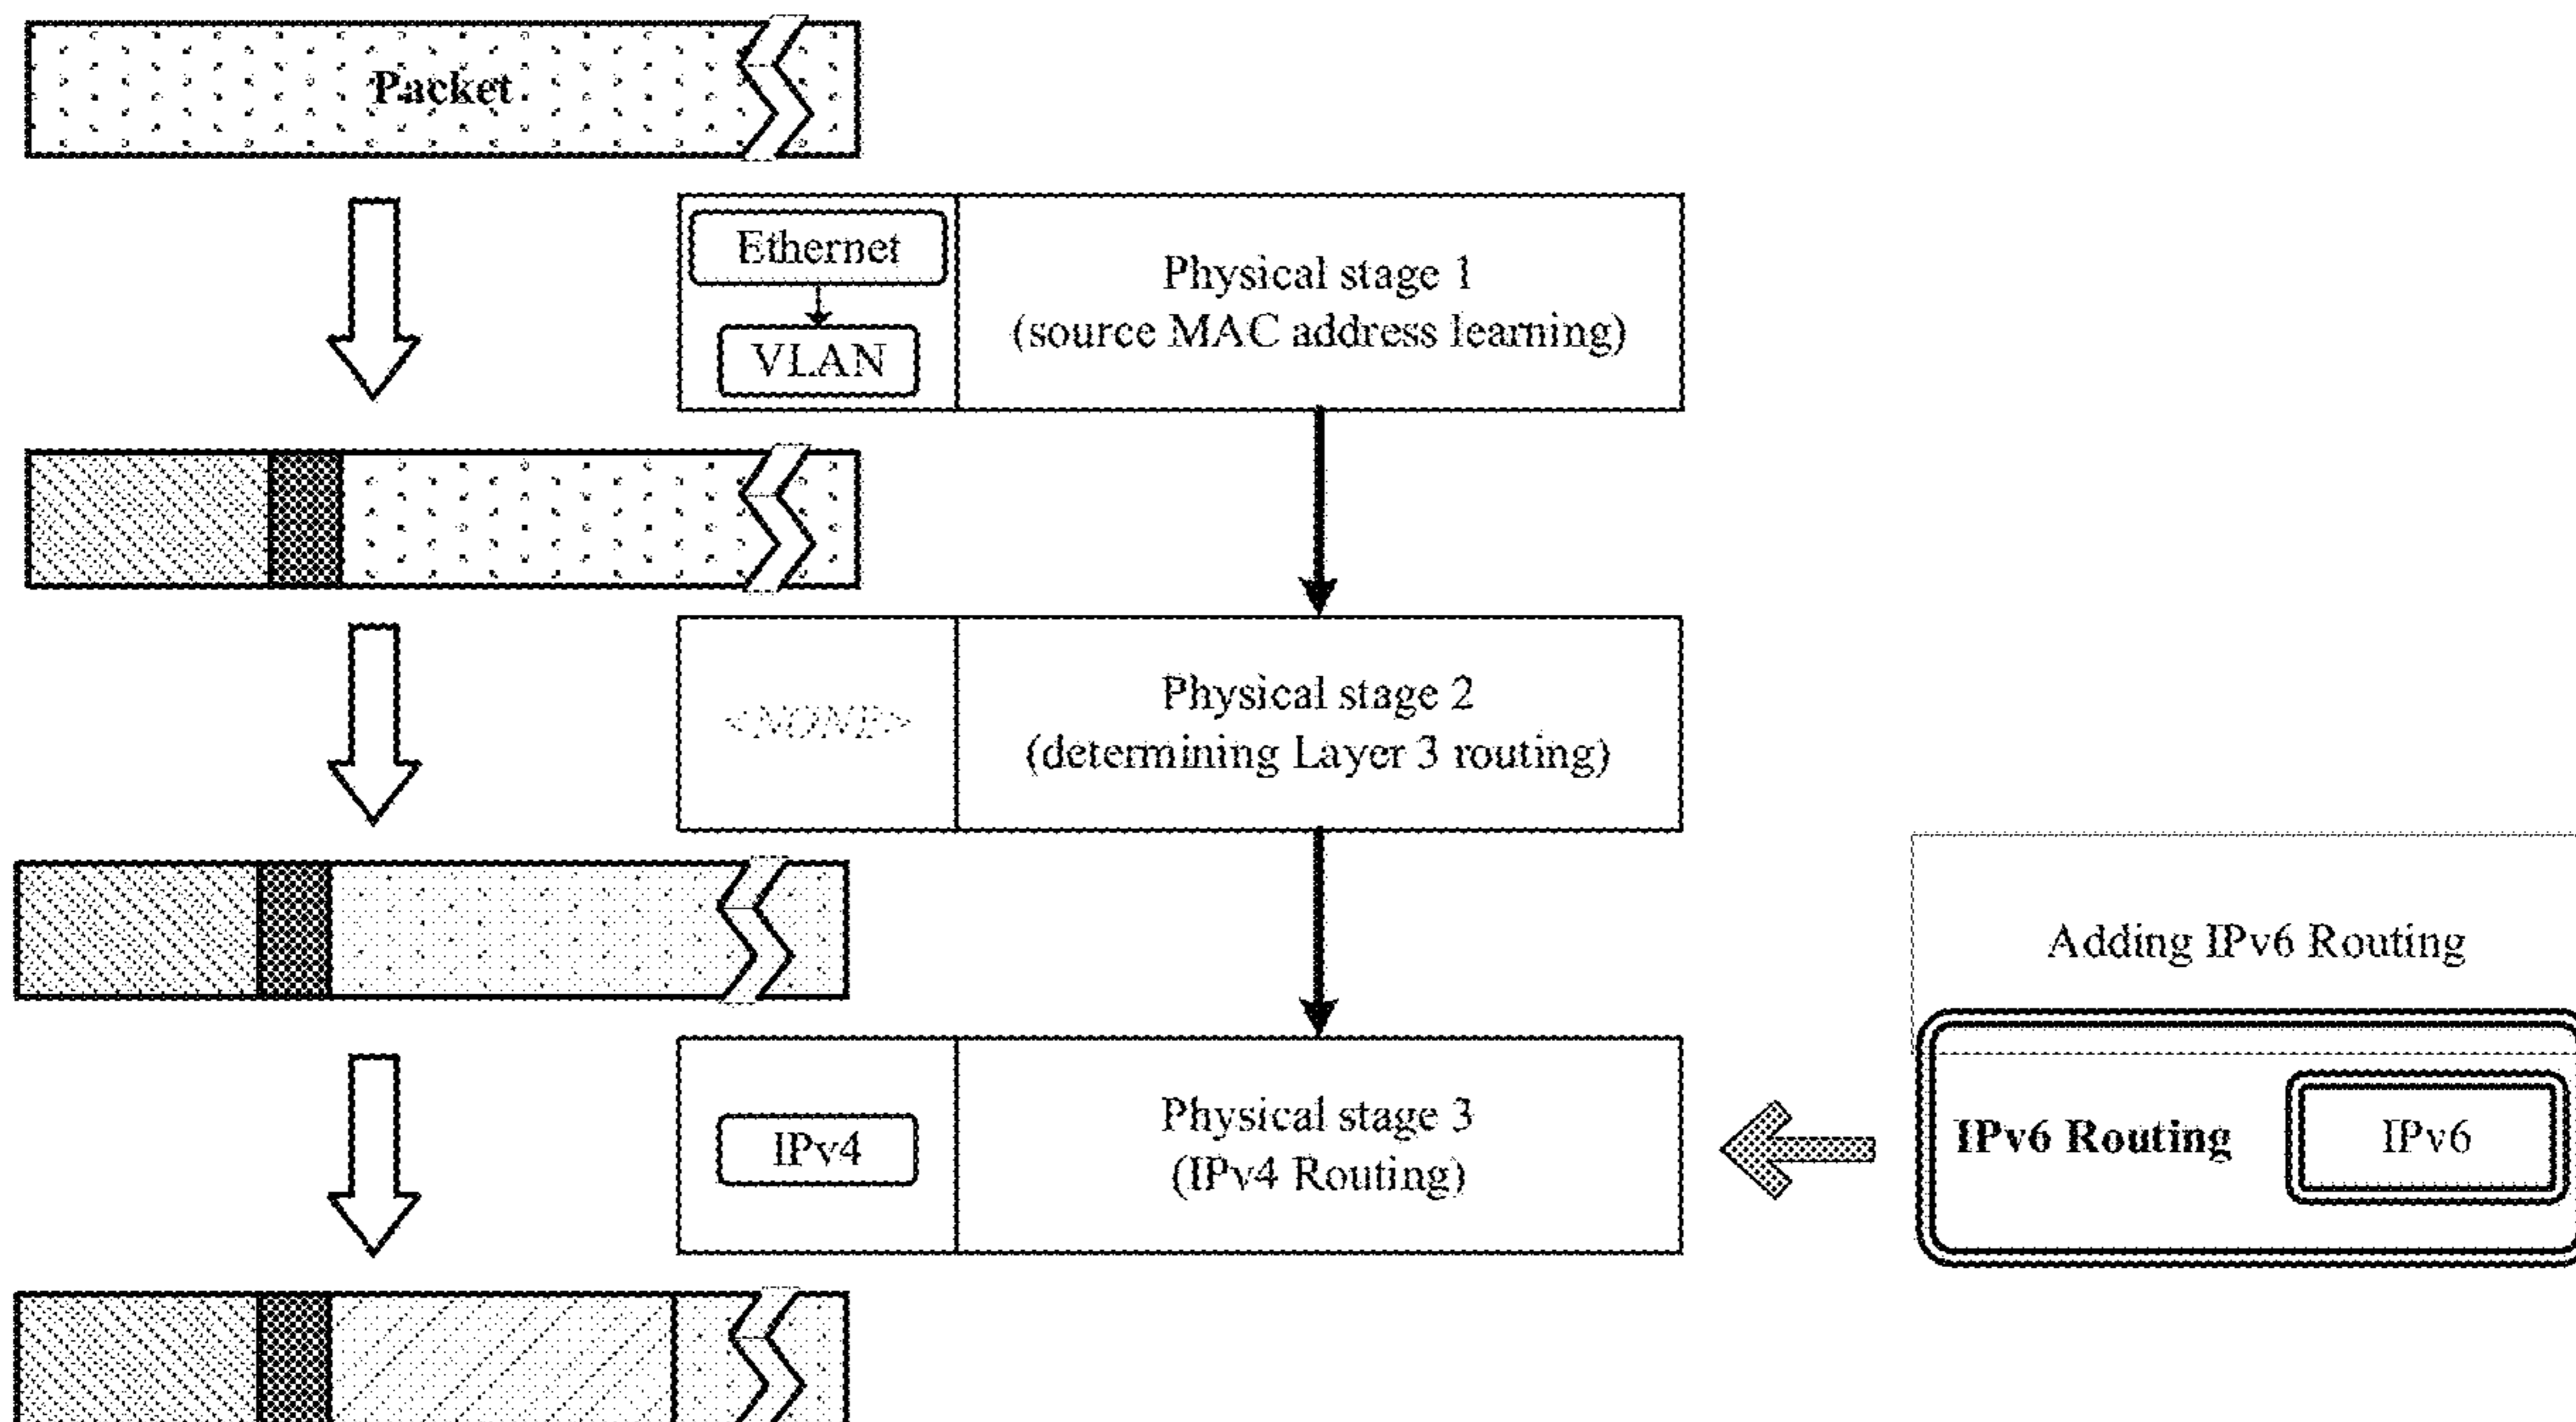 Packet
Ethernet
VLAN
Physical stage 1
(source MAC address learning)
<NONE>
Physical stage 2
(determining Layer 3 routing)
Adding IPv6 Routing
IPv4
Physical stage 3
(IPv4 Routing)
IPv6 Routing
IPv6